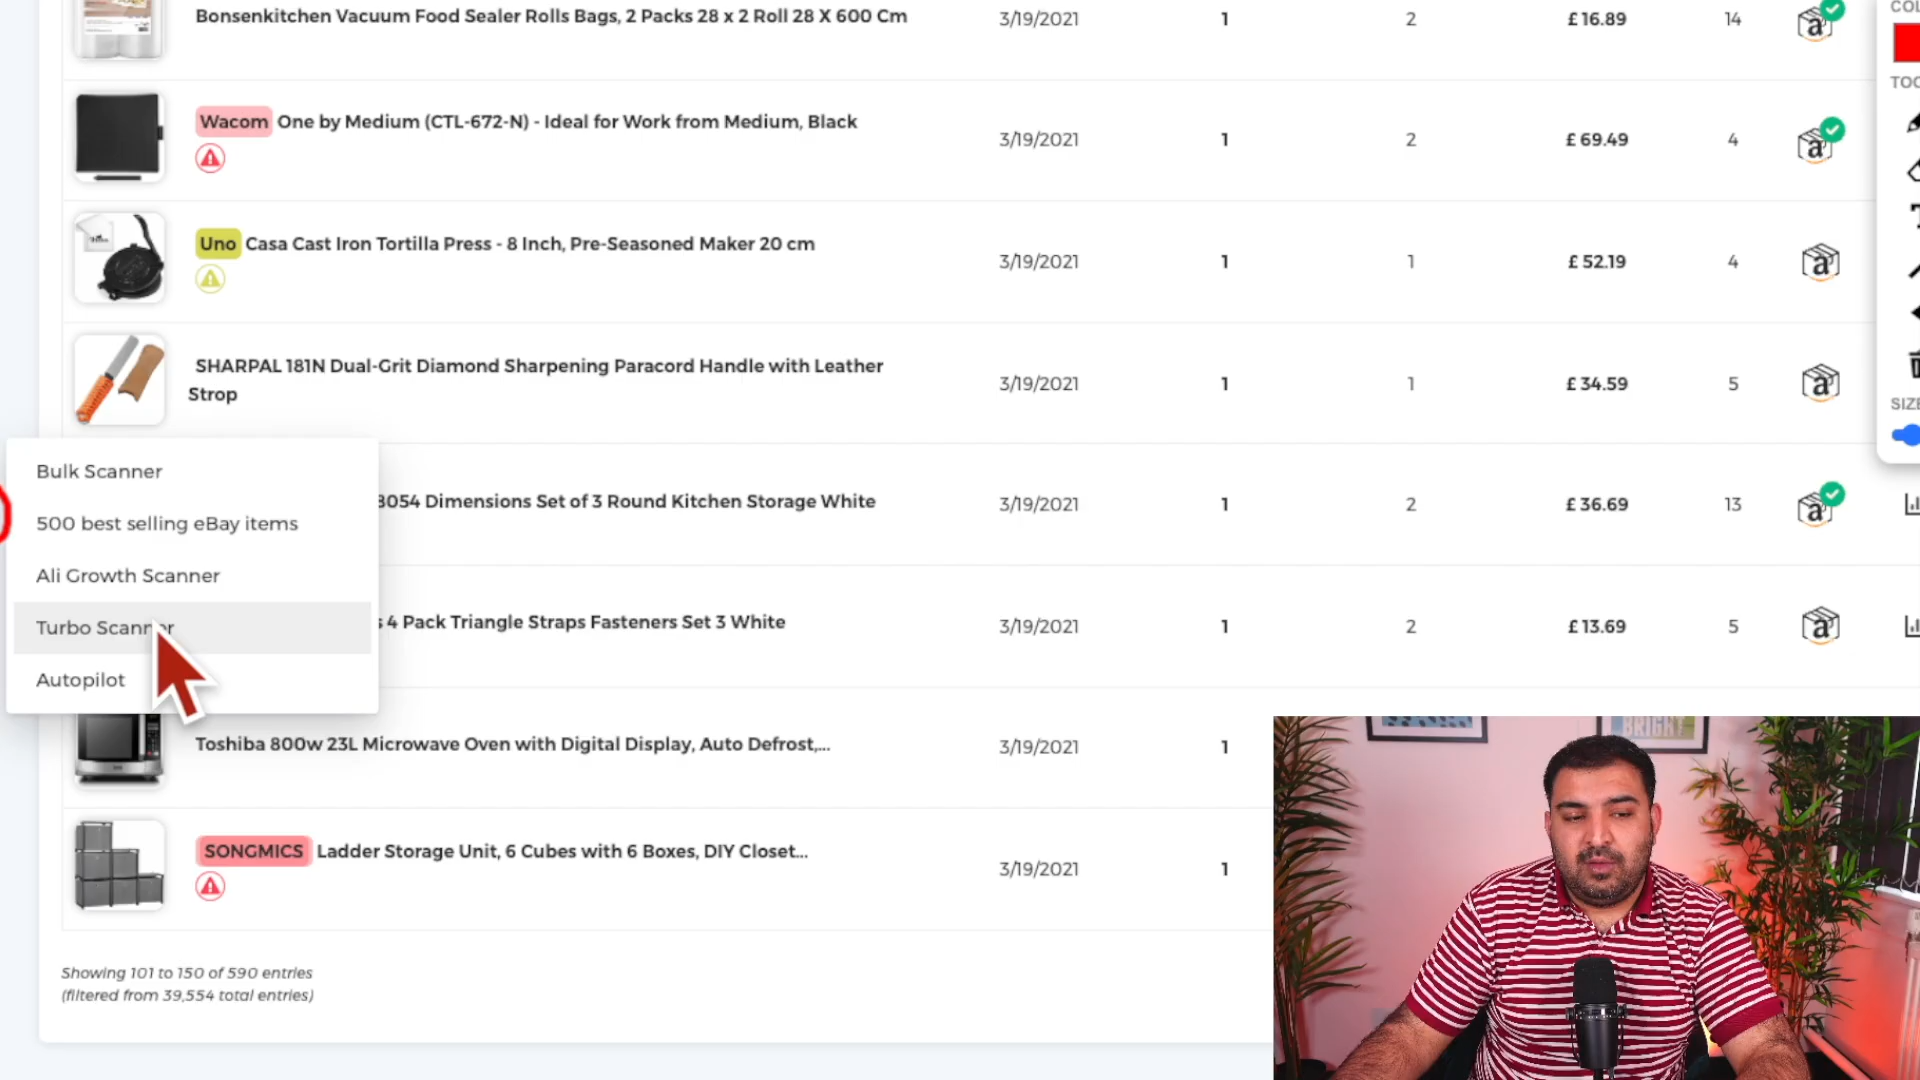 COL
Bonsenkitchen Vacuum Food Sealer Rolls Bags, 2 Packs 28 x 2 Roll 28 X 600 Cm 3/19/2021 1 2 £ 16.89 14
TOO
Wacom One by Medium (CTL-672-N) - Ideal for Work from Medium, Black 3/19/2021 1 2 £ 69.49 4
Uno Casa Cast Iron Tortilla Press - 8 Inch, Pre-Seasoned Maker 20 cm 3/19/2021 1 1 £ 52.19 4
SHARPAL 181N Dual-Grit Diamond Sharpening Paracord Handle with Leather
Strop 3/19/2021 1 1 £ 34.59 5
SIZE
Bulk Scanner
500 best selling eBay items
Ali Growth Scanner
Turbo Scanner
Autopilot
8054 Dimensions Set of 3 Round Kitchen Storage White 3/19/2021 1 2 £ 36.69 13
s 4 Pack Triangle Straps Fasteners Set 3 White 3/19/2021 1 2 £ 13.69 5
Toshiba 800w 23L Microwave Oven with Digital Display, Auto Defrost,... 3/19/2021 1
BRIGHT
SONGMICS Ladder Storage Unit, 6 Cubes with 6 Boxes, DIY Closet... 3/19/2021 1
Showing 101 to 150 of 590 entries
(filtered from 39,554 total entries)